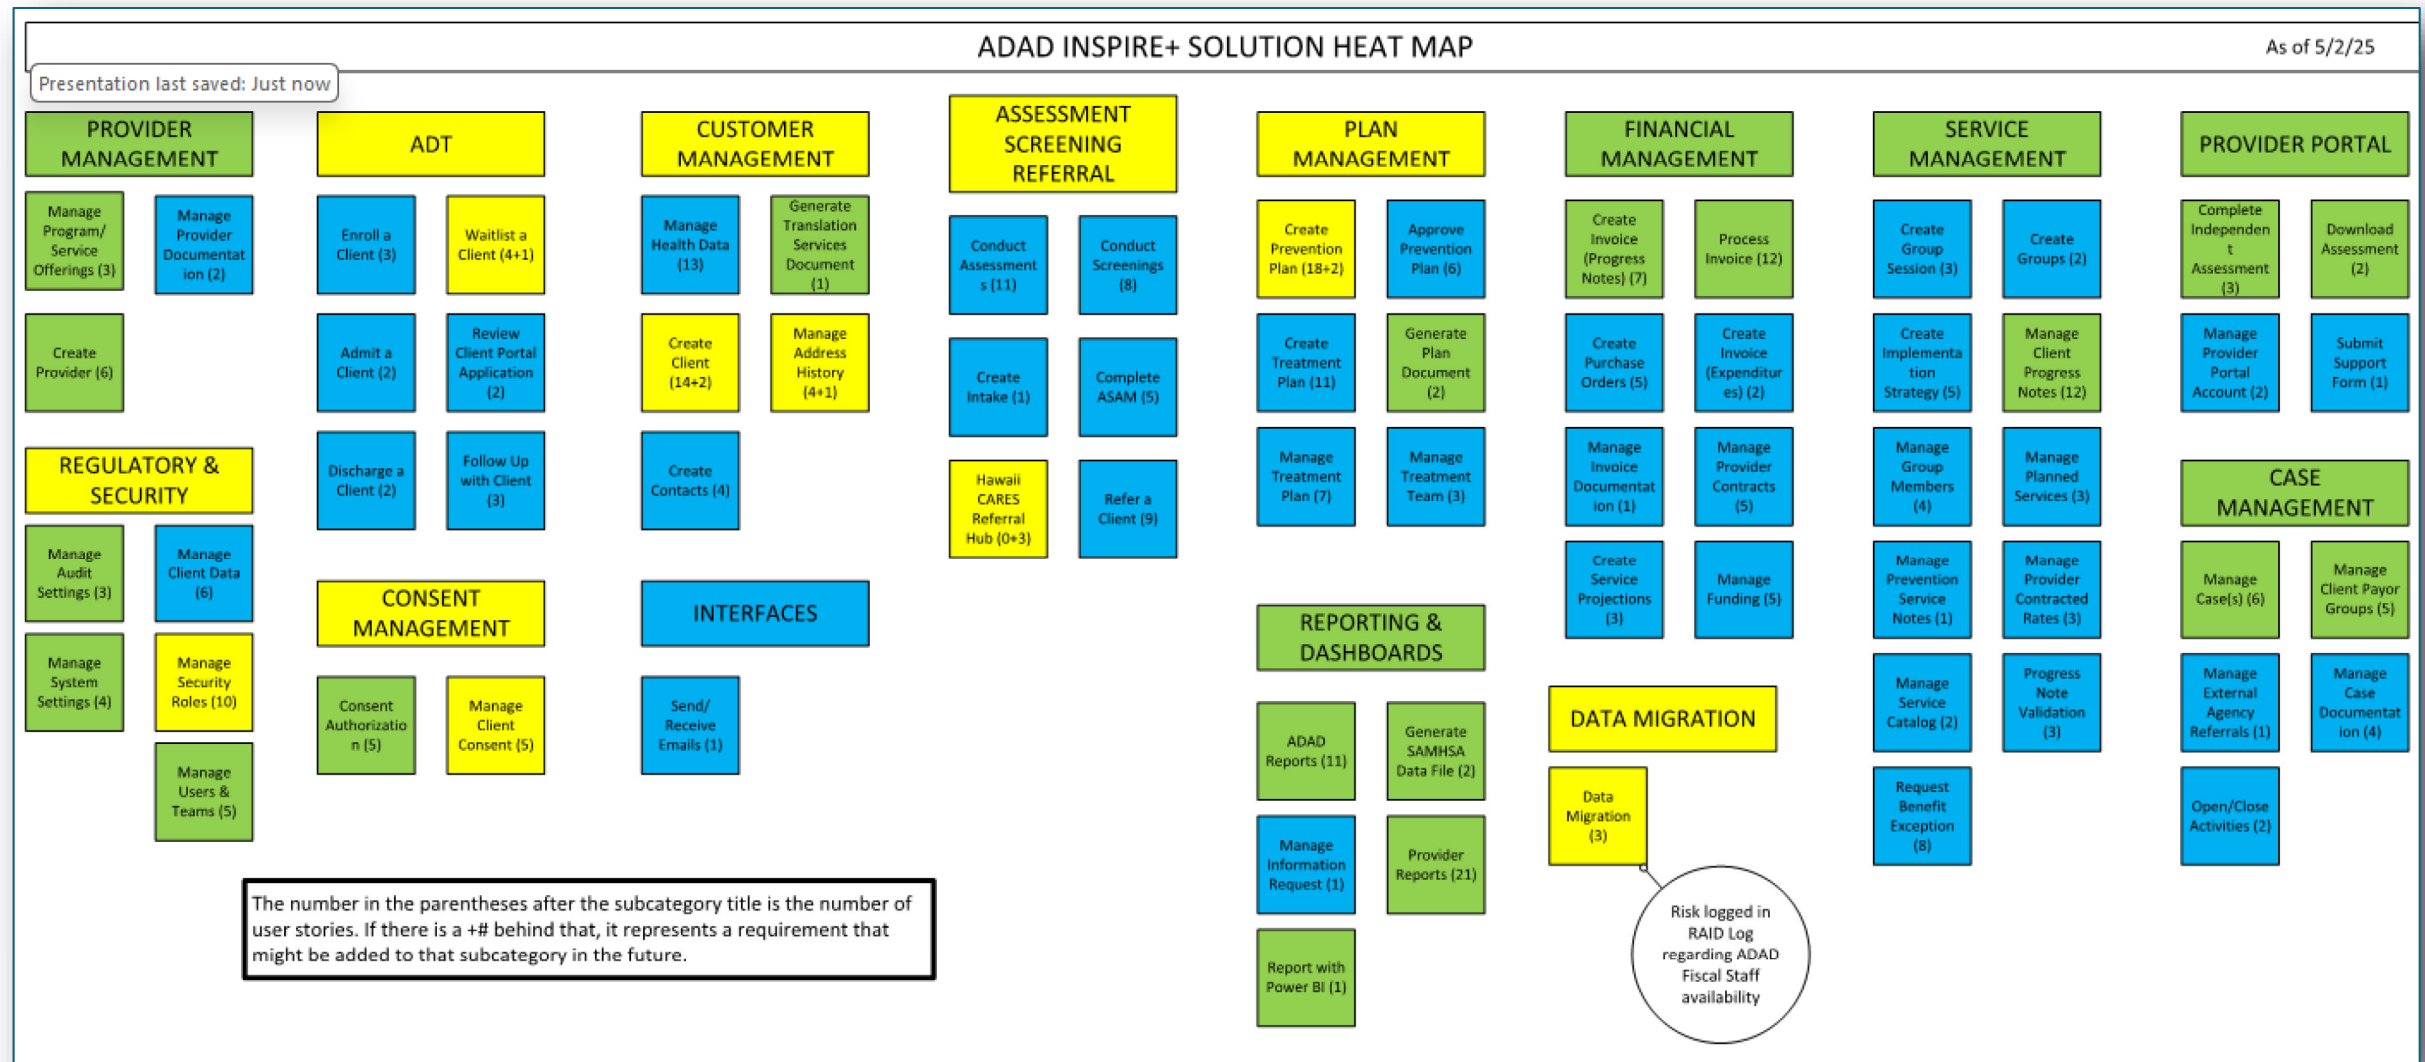 ADAD INSPIRE+ SOLUTION HEAT MAP
As of 5/2/25
Presentation last saved: Just now
PROVIDER
MANAGEMENT
Manage
Program/
Service
Offerings (3)
Manage
Provider
Documentat
ion (2)
Create
Provider (6)
REGULATORY &
SECURITY
Manage
Audit
Settings (3)
Manage
Client Data
(6)
Manage
System
Settings (4)
Manage
Security
Roles (10)
Manage
Users &
Teams (5)
ADT
Enroll a
Client (3)
Waitlist a
Client (4+1)
Admit a
Client (2)
Review
Client Portal
Application
(2)
Discharge a
Client (2)
Follow Up
with Client
(3)
CONSENT
MANAGEMENT
Consent
Authorizatio
n (5)
Manage
Client
Consent (5)
CUSTOMER
MANAGEMENT
Manage
Health Data
(13)
Generate
Translation
Services
Document
(1)
Create
Client
(14+2)
Manage
Address
History
(4+1)
Create
Contacts (4)
INTERFACES
Send/
Receive
Emails (1)
ASSESSMENT
SCREENING
REFERRAL
Conduct
Assessment
s (11)
Conduct
Screenings
(8)
Create
Intake (1)
Complete
ASAM (5)
Hawaii
CARES
Referral
Hub (0+3)
Refer a
Client (9)
PLAN
MANAGEMENT
Create
Prevention
Plan (18+2)
Approve
Prevention
Plan (6)
Create
Treatment
Plan (11)
Generate
Plan
Document
(2)
Manage
Treatment
Plan (7)
Manage
Treatment
Team (3)
REPORTING &
DASHBOARDS
ADAD
Reports (11)
Generate
SAMHSA
Data File (2)
Manage
Information
Request (1)
Provider
Reports (21)
Report with
Power BI (1)
FINANCIAL
MANAGEMENT
Create
Invoice
(Progress
Notes) (7)
Process
Invoice (12)
Create
Purchase
Orders (5)
Create
Invoice
(Expenditur
es) (2)
Manage
Invoice
Documentat
ion (1)
Manage
Provider
Contracts
(5)
Create
Service
Projections
(3)
Manage
Funding (5)
DATA MIGRATION
Data
Migration
(3)
Risk logged in
RAID Log
regarding ADAD
Fiscal Staff
availability
SERVICE
MANAGEMENT
Create
Group
Session (3)
Create
Groups (2)
Create
Implementa
tion
Strategy (5)
Manage
Client
Progress
Notes (12)
Manage
Group
Members
(4)
Manage
Planned
Services (3)
Manage
Prevention
Service
Notes (1)
Manage
Provider
Contracted
Rates (3)
Manage
Service
Catalog (2)
Progress
Note
Validation
(3)
Request
Benefit
Exception
(8)
PROVIDER PORTAL
Complete
Independen
t
Assessment
(3)
Download
Assessment
(2)
Manage
Provider
Portal
Account (2)
Submit
Support
Form (1)
CASE
MANAGEMENT
Manage
Case(s) (6)
Manage
Client Payor
Groups (5)
Manage
External
Agency
Referrals (1)
Manage
Case
Documentat
ion (4)
Open/Close
Activities (2)
The number in the parentheses after the subcategory title is the number of
user stories. If there is a +# behind that, it represents a requirement that
might be added to that subcategory in the future.